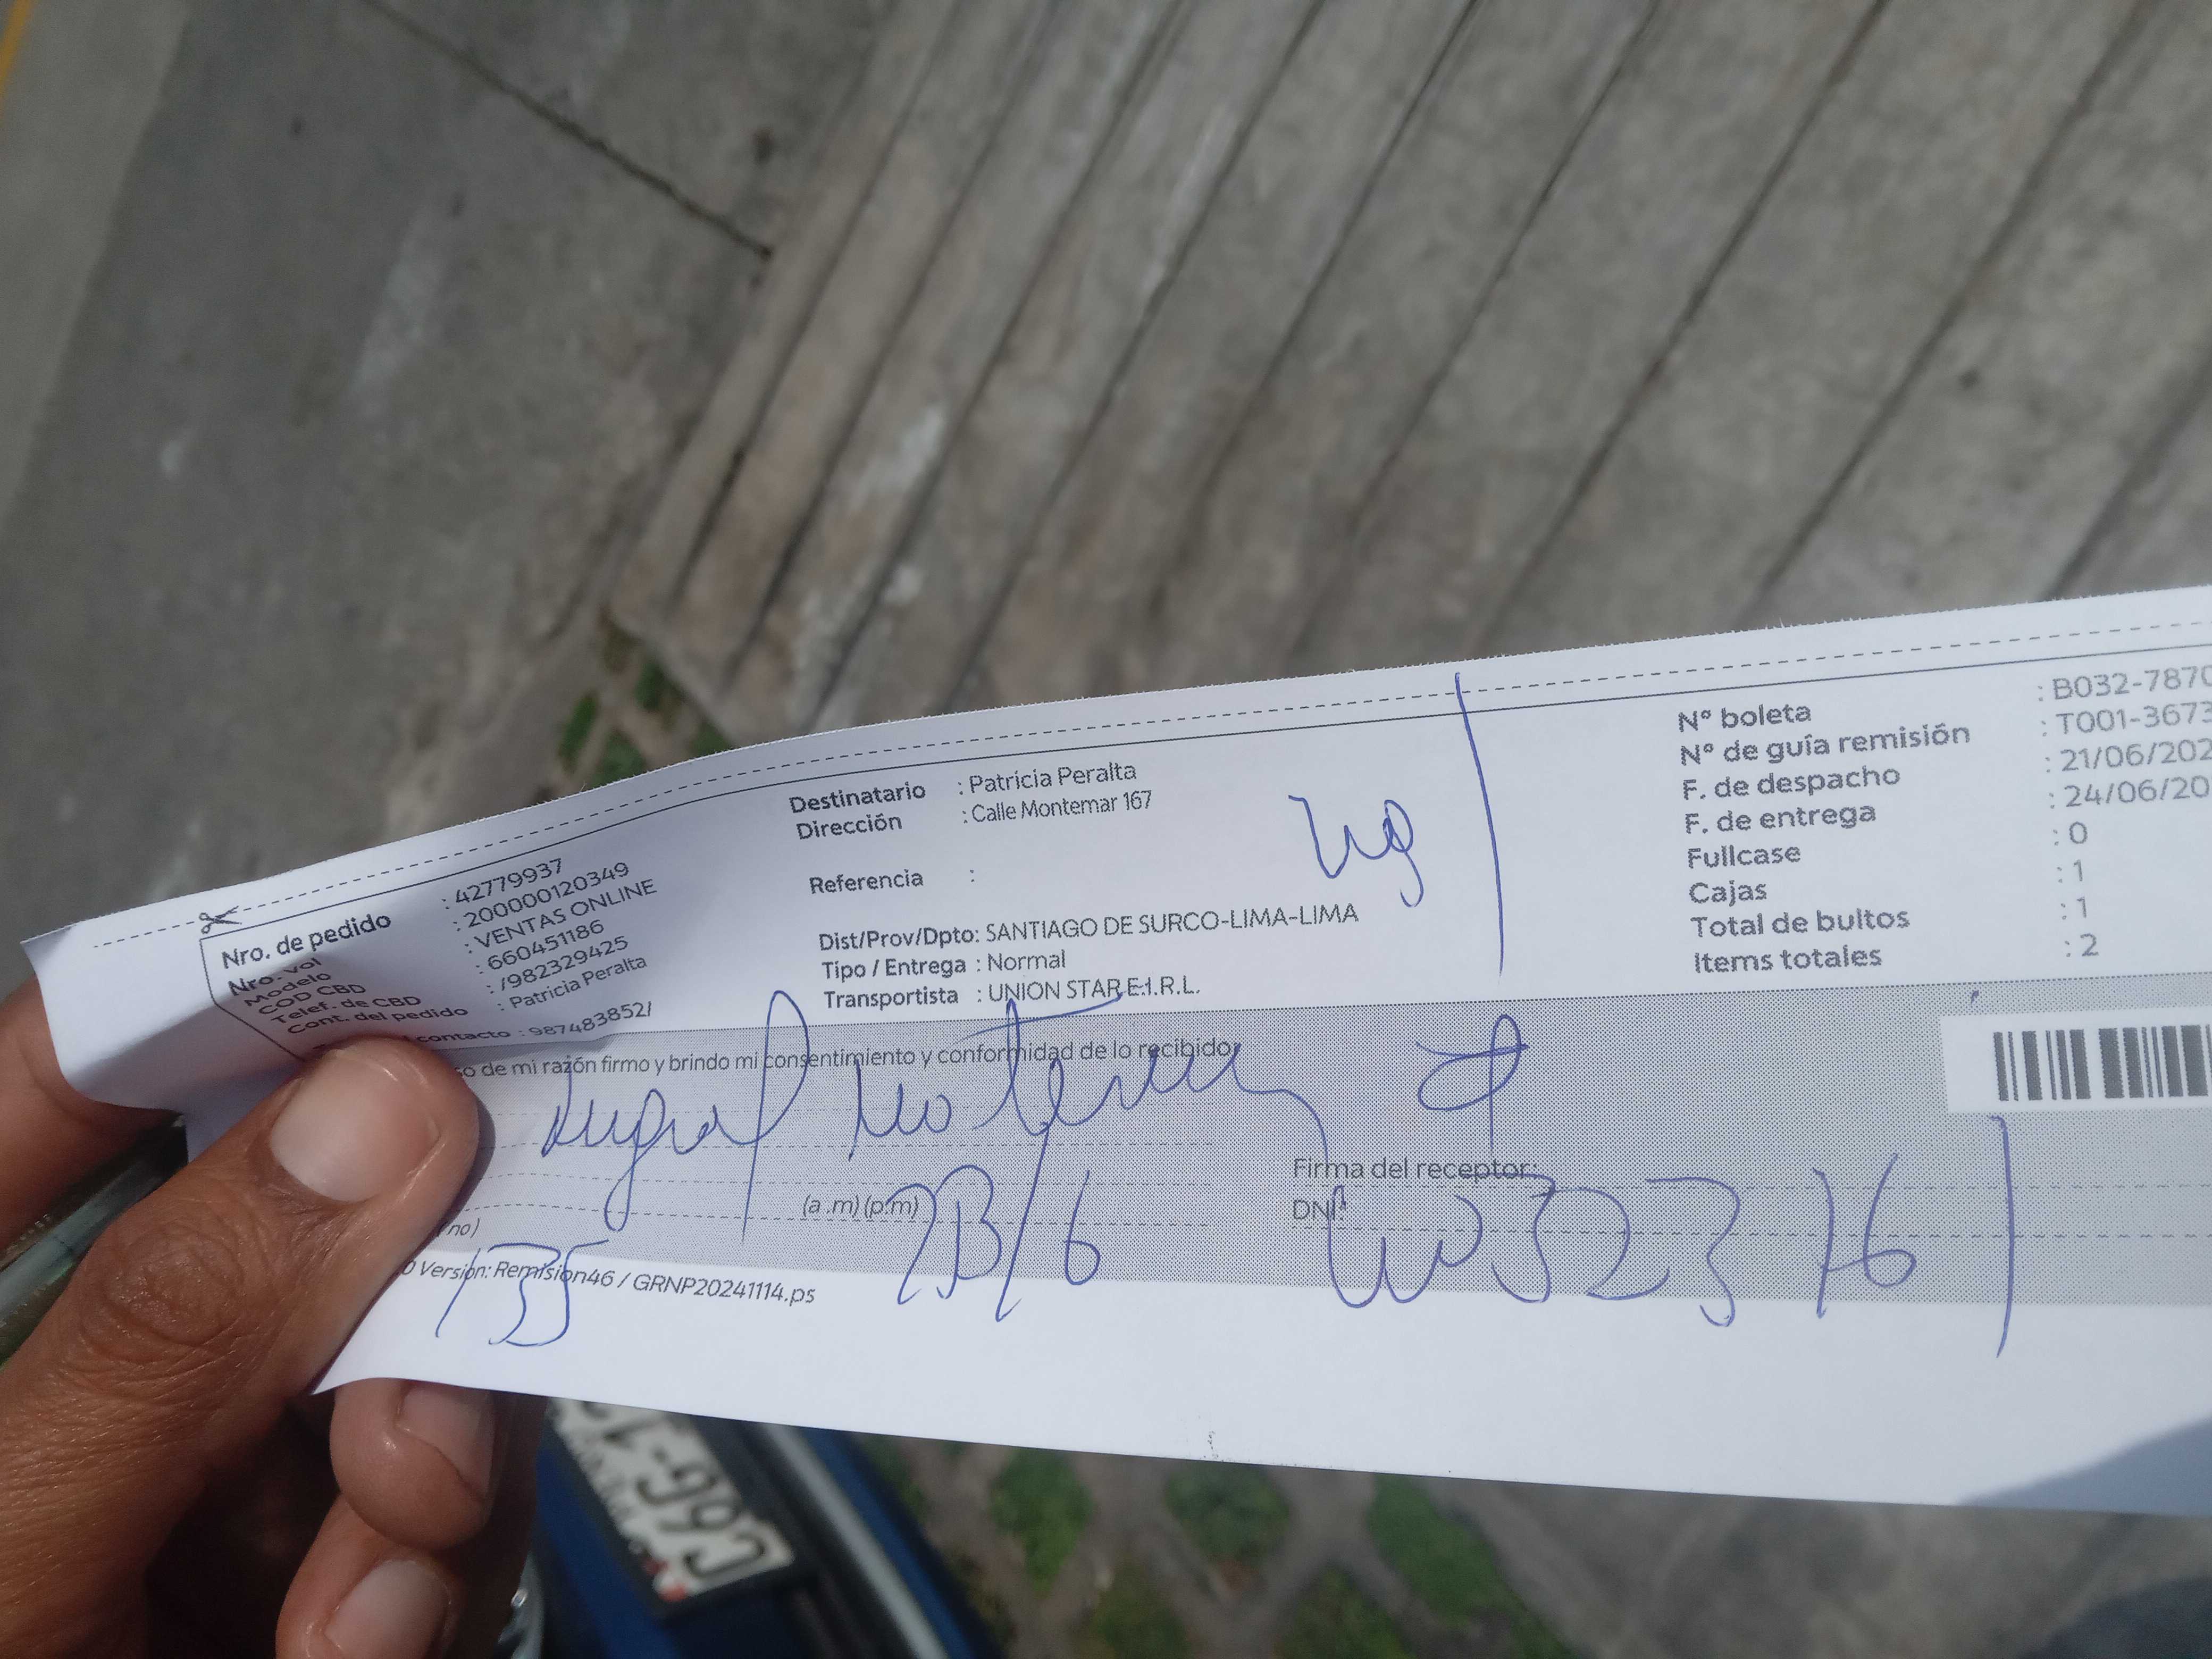 Nro. de pedido : 42779937
Nro. vol : 200000120349
Modelo : VENTAS ONLINE
COD CBD : 660451186
Telef. de CBD : /982329425
Cont. del pedido : Patricia Peralta
contacto : 987483852/
Destinatario : Patricia Peralta
Dirección : Calle Montemar 167
Referencia :
Dist/Prov/Dpto: SANTIAGO DE SURCO-LIMA-LIMA
Tipo / Entrega : Normal
Transportista : UNION STAR E.I.R.L.
N° boleta : B032-7870
N° de guía remisión : T001-3673
F. de despacho : 21/06/202
F. de entrega : 24/06/20
Fullcase : 0
Cajas : 1
Total de bultos : 1
Items totales : 2
so de mi razón firmo y brindo mi consentimiento y conformidad de lo recibido
(a.m) (p.m) 23/6
Firma del receptor:
DNI:
no)
0 Version: Remision46 / GRNP20241114.ps